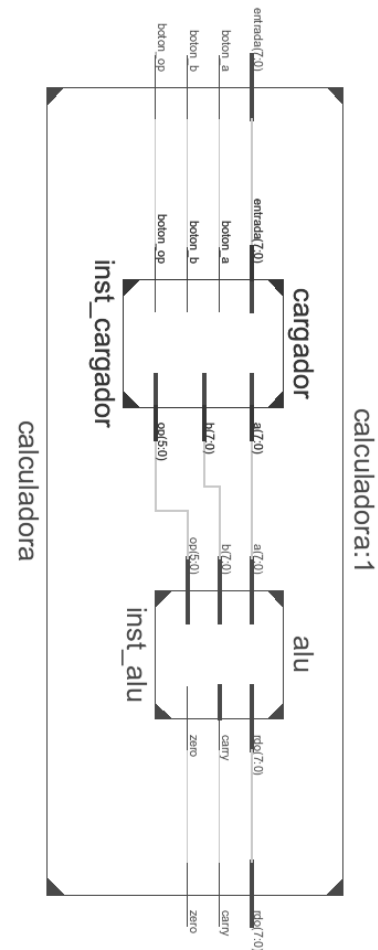 calculadora:1
cargador
alu
entrada(7:0)
entrada(7:0)
a(7:0)
a(7:0)
rdo(7:0)
rdo(7:0)
boton_a
boton_a
b(7:0)
b(7:0)
carry
carry
boton_b
boton_b
op(5:0)
zero
zero
boton_op
boton_op
op(5:0)
inst_alu
inst_cargador
calculadora